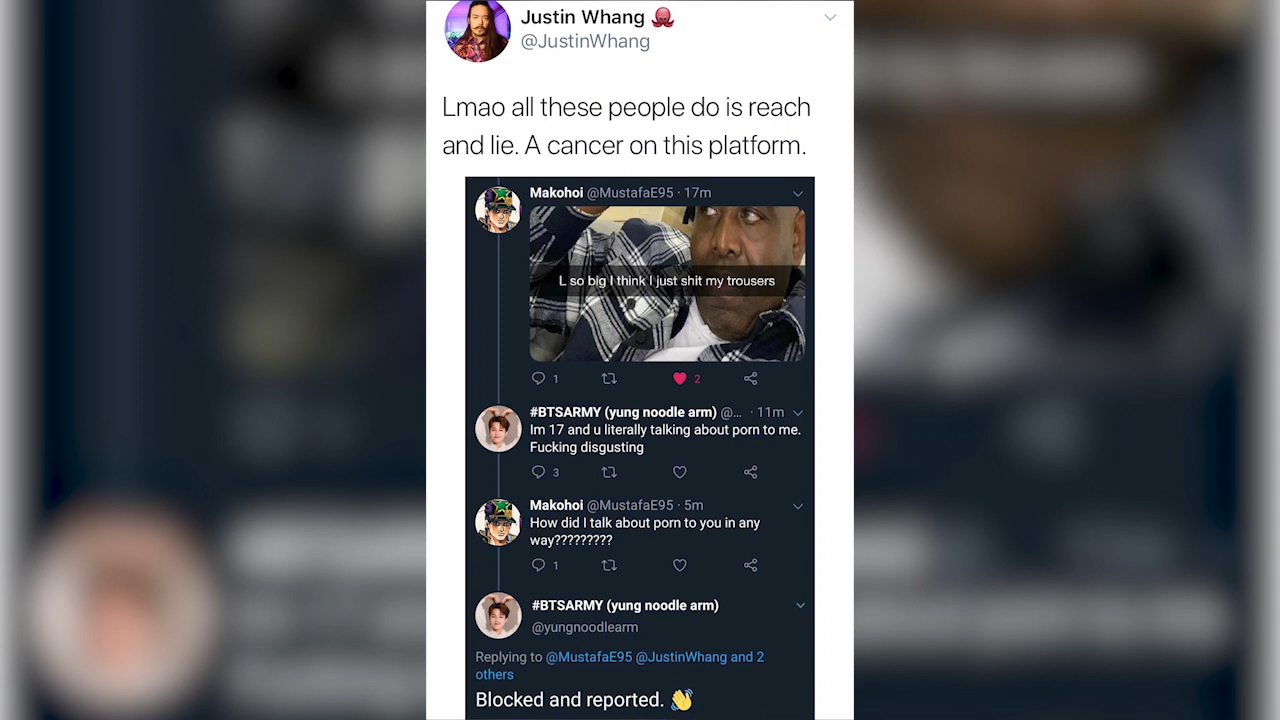 Justin Whang 🐙
@JustinWhang
Lmao all these people do is reach
and lie. A cancer on this platform.
Makohoi @MustafaE95 · 17m
L so big I think I just shit my trousers
1 2
#BTSARMY (yung noodle arm) @... · 11m
Im 17 and u literally talking about porn to me.
Fucking disgusting
3
Makohoi @MustafaE95 · 5m
How did I talk about porn to you in any
way?????????
1
#BTSARMY (yung noodle arm)
@yungnoodlearm
Replying to @MustafaE95 @JustinWhang and 2
others
Blocked and reported. 👋